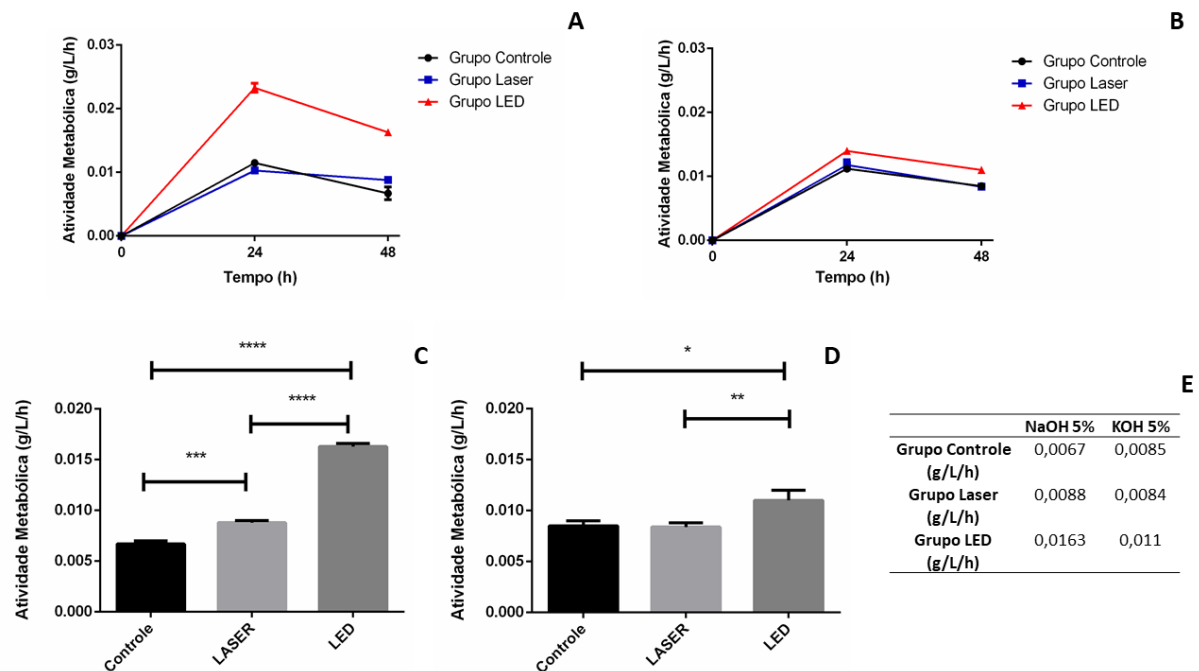 A
Atividade Metabólica (g/L/h)
0.03
0.02
0.01
0.00
0
24
48
Tempo (h)
Grupo Controle
Grupo Laser
Grupo LED
B
Atividade Metabólica (g/L/h)
0.03
0.02
0.01
0.00
0
24
48
Tempo (h)
Grupo Controle
Grupo Laser
Grupo LED
C
Atividade Metabólica (g/L/h)
0.020
0.015
0.010
0.005
0.000
****
****
***
Controle
LASER
LED
D
Atividade Metabólica (g/L/h)
0.020
0.015
0.010
0.005
0.000
*
**
Controle
LASER
LED
E
NaOH 5% KOH 5%
Grupo Controle 0,0067 0,0085
(g/L/h)
Grupo Laser 0,0088 0,0084
(g/L/h)
Grupo LED 0,0163 0,011
(g/L/h)